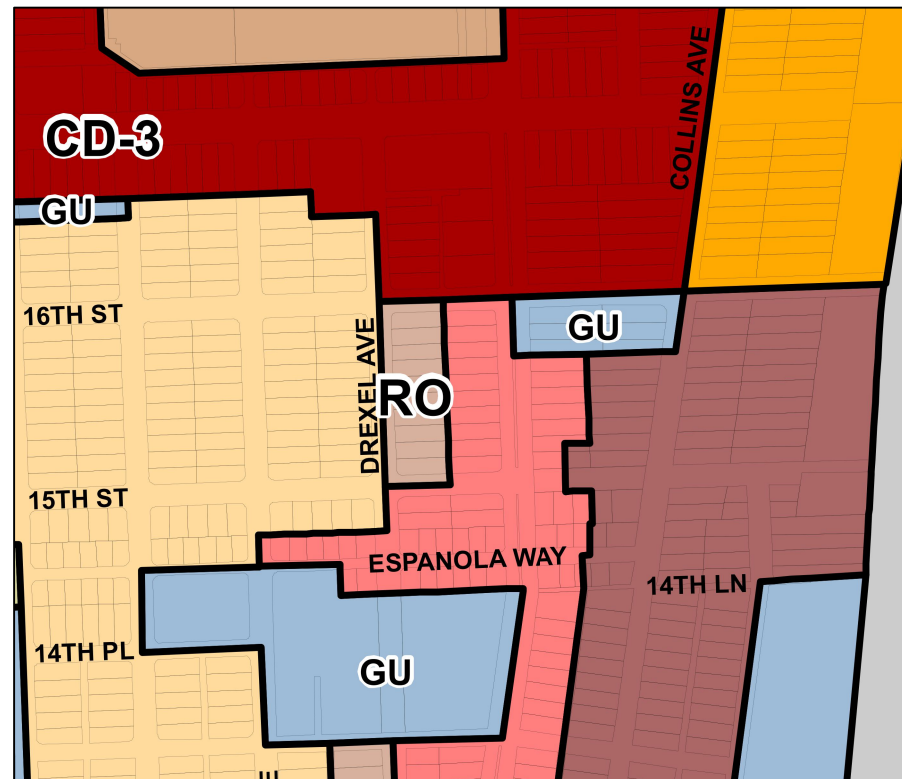 COLLINS AVE
CD-3
GU
16TH ST
GU
DREXEL AVE
RO
15TH ST
ESPANOLA WAY
14TH LN
14TH PL
GU